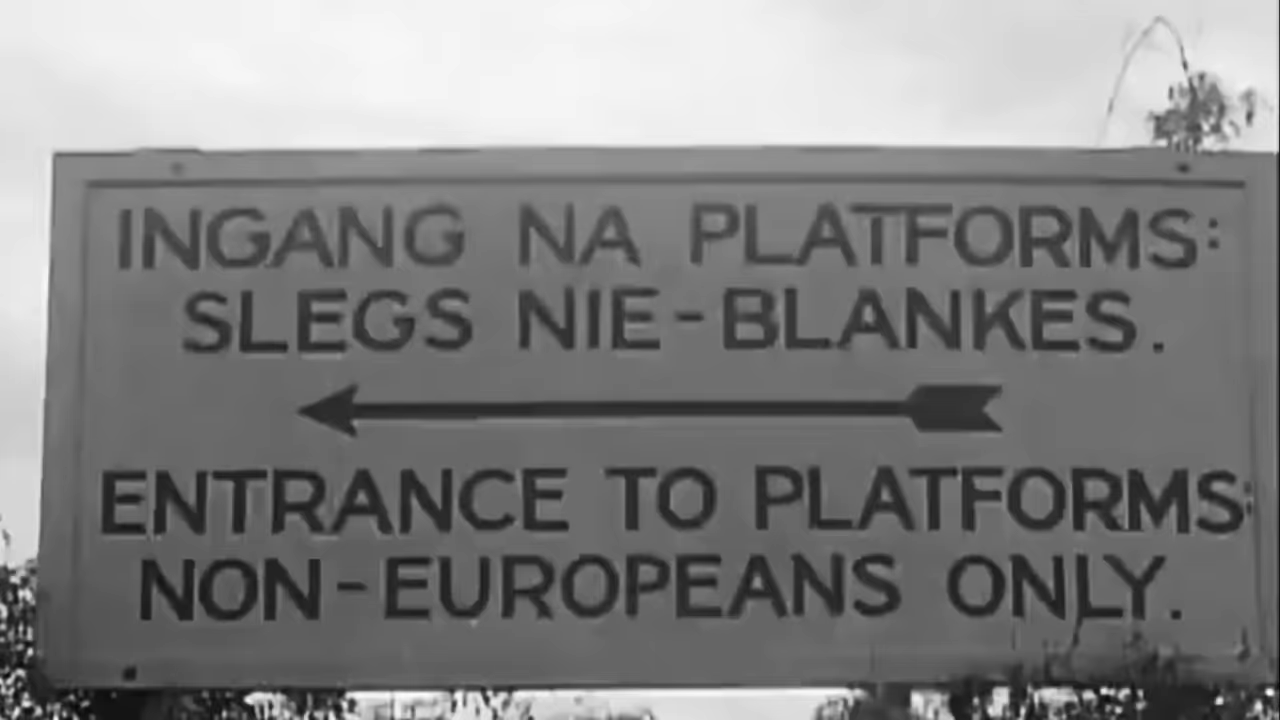 INGANG NA PLATFORMS:
SLEGS NIE-BLANKES.
ENTRANCE TO PLATFORMS:
NON-EUROPEANS ONLY.